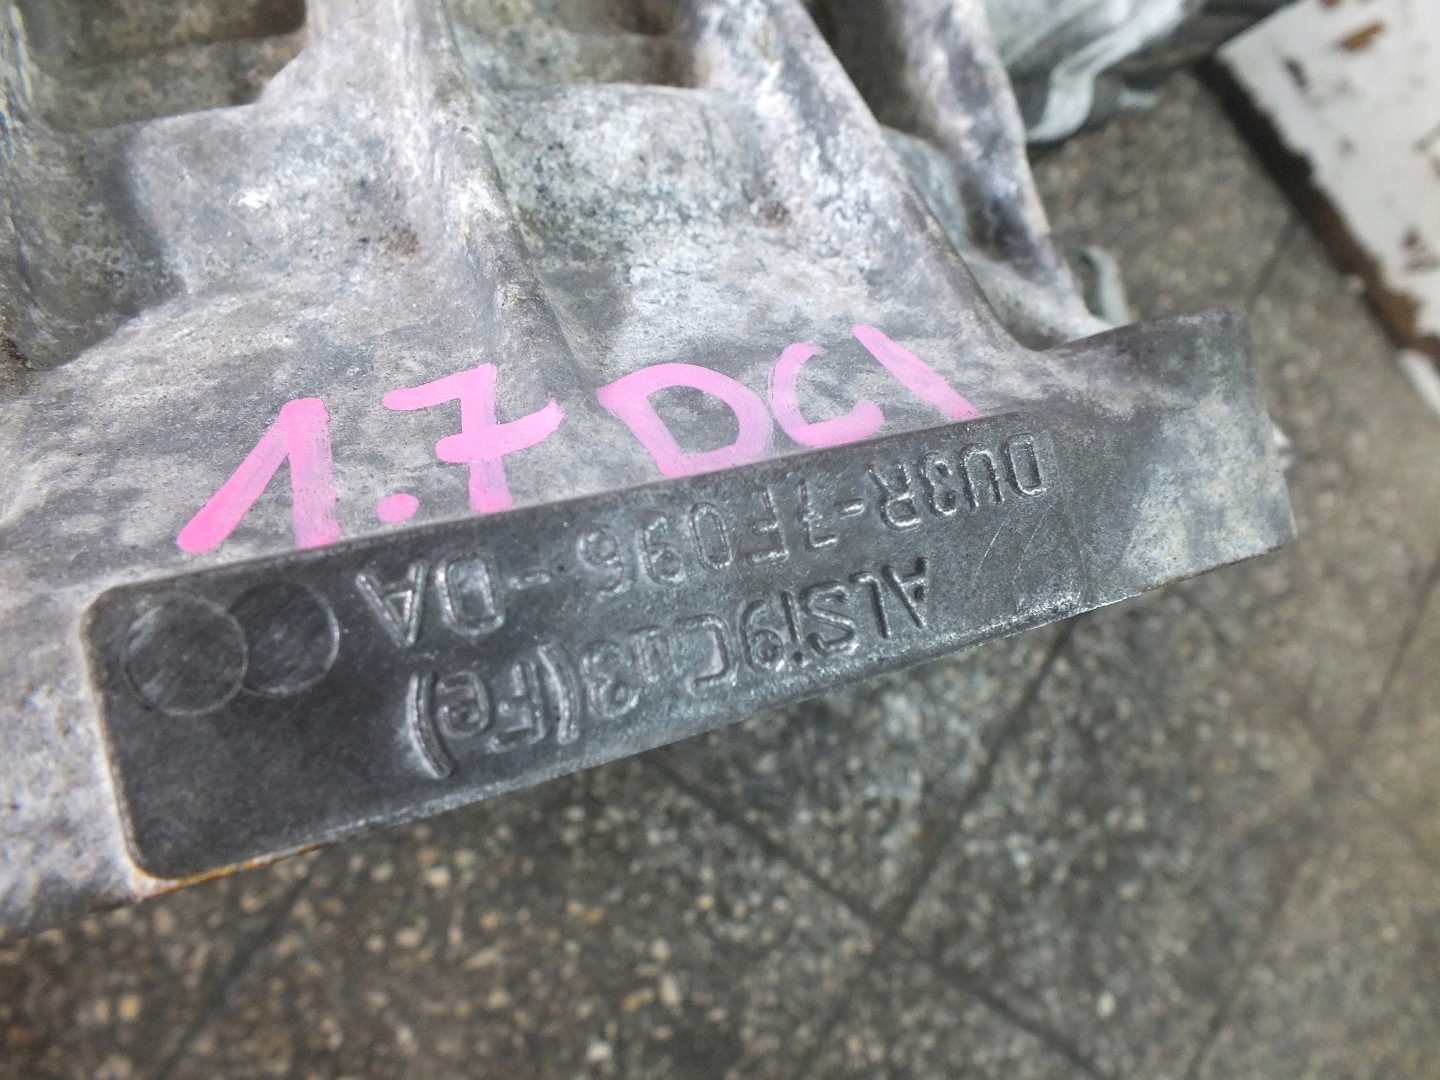 1.7 DCI
DU3R-7F096-DA
ALSi9Cu3(Fe)